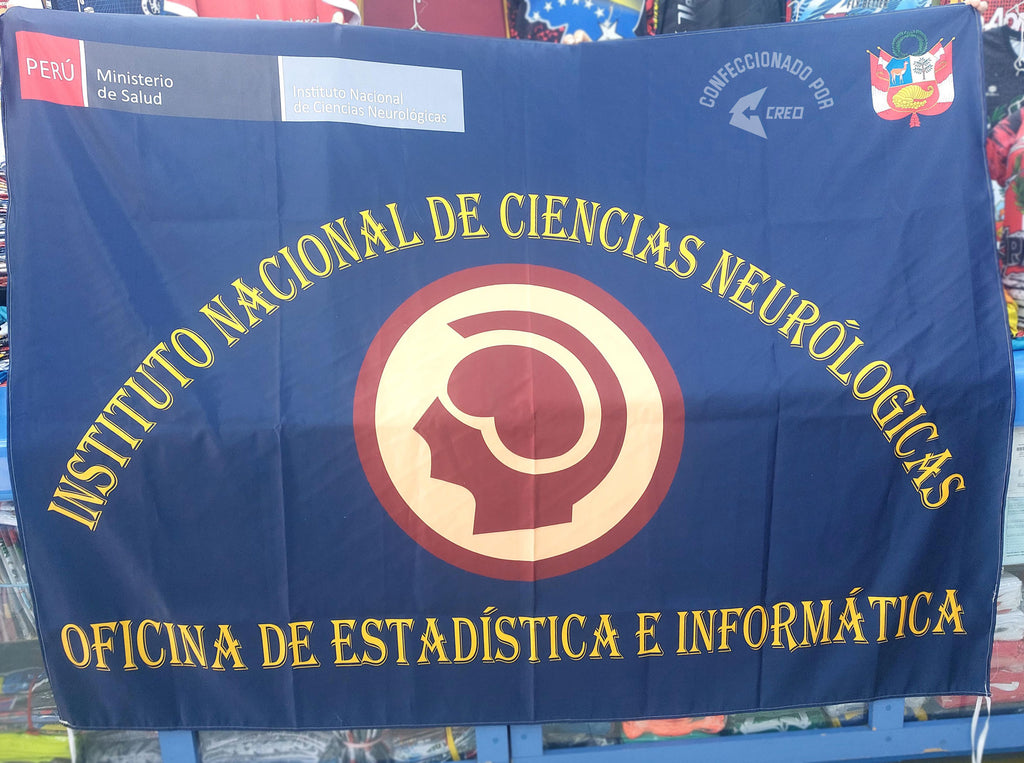 PERÚ
Ministerio
de Salud
Instituto Nacional
de Ciencias Neurológicas
CONFECCIONADO POR
CREO
INSTITUTO NACIONAL DE CIENCIAS NEURÓLOGICAS
OFICINA DE ESTADÍSTICA E INFORMÁTICA